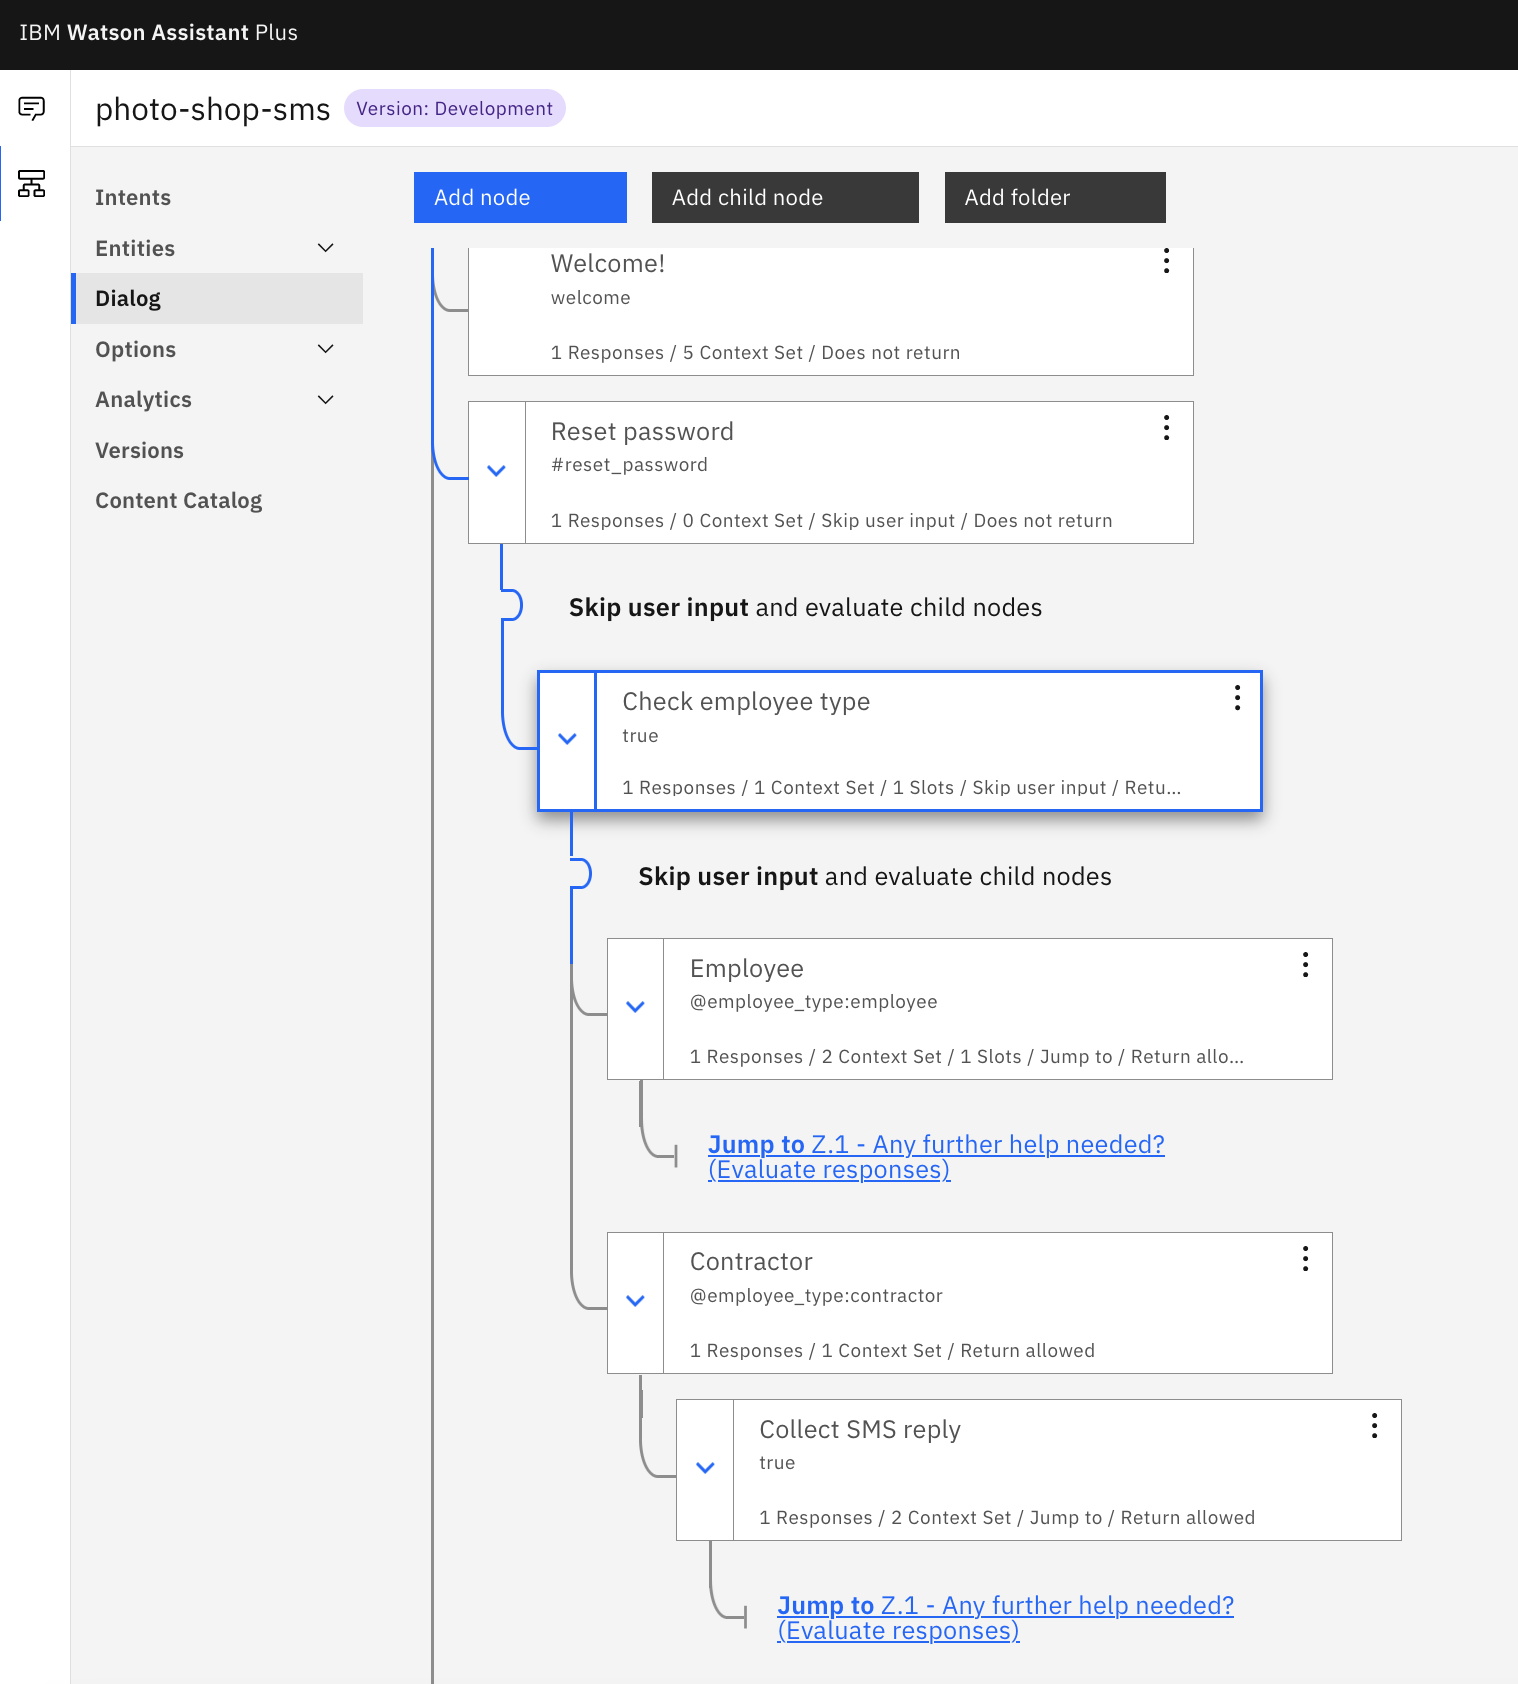 IBM Watson Assistant Plus
photo-shop-sms
Version: Development
Intents
Entities
Dialog
Options
Analytics
Versions
Content Catalog
Add node
Add child node
Add folder
Welcome!
welcome
1 Responses / 5 Context Set / Does not return
Reset password
#reset_password
1 Responses / 0 Context Set / Skip user input / Does not return
Skip user input and evaluate child nodes
Check employee type
true
1 Responses / 1 Context Set / 1 Slots / Skip user input / Retu...
Skip user input and evaluate child nodes
Employee
@employee_type:employee
1 Responses / 2 Context Set / 1 Slots / Jump to / Return allo...
Jump to Z.1 - Any further help needed?
(Evaluate responses)
Contractor
@employee_type:contractor
1 Responses / 1 Context Set / Return allowed
Collect SMS reply
true
1 Responses / 2 Context Set / Jump to / Return allowed
Jump to Z.1 - Any further help needed?
(Evaluate responses)